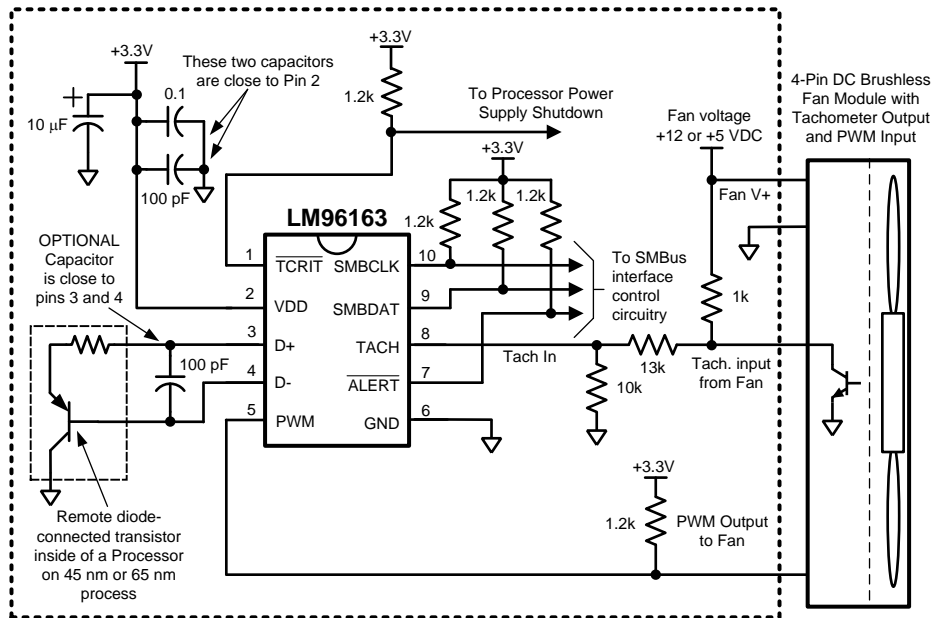 +3.3V
These two capacitors
are close to Pin 2
0.1
10 μF
100 pF
+3.3V
1.2k
To Processor Power
Supply Shutdown
+3.3V
1.2k
1.2k
1.2k
Fan voltage
+12 or +5 VDC
Fan V+
4-Pin DC Brushless
Fan Module with
Tachometer Output
and PWM Input
OPTIONAL
Capacitor
is close to
pins 3 and 4
LM96163
1
TCRIT
SMBCLK
10
2
VDD
SMBDAT
9
3
D+
TACH
8
4
D-
ALERT
7
5
PWM
GND
6
100 pF
To SMBus
interface
control
circuitry
1k
Tach In
13k
10k
Tach. input
from Fan
+3.3V
1.2k
PWM Output
to Fan
Remote diode-
connected transistor
inside of a Processor
on 45 nm or 65 nm
process